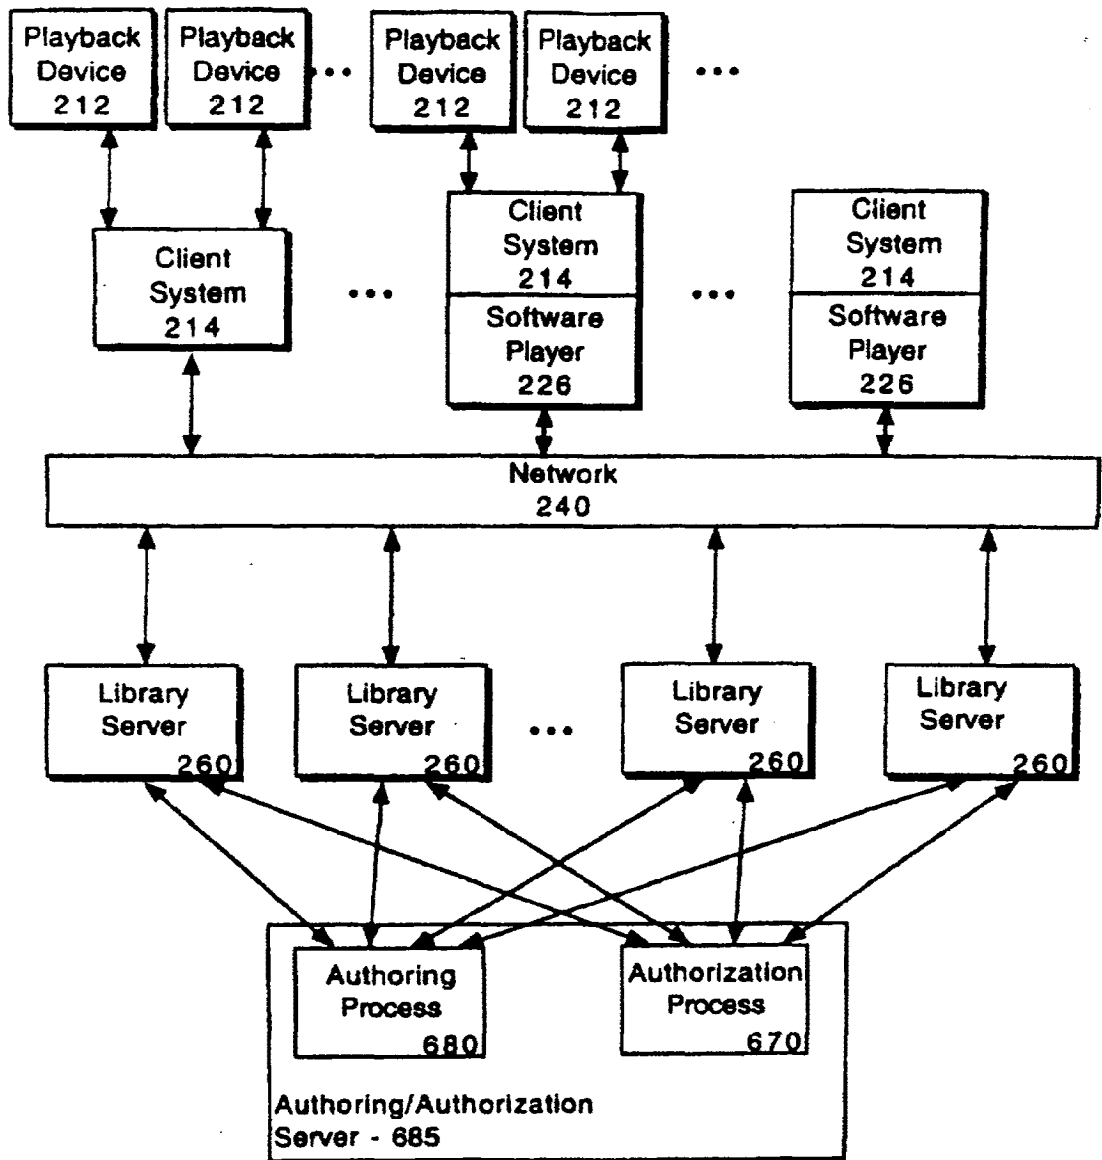 Playback
Device
212
Playback
Device
212
...
Playback
Device
212
Playback
Device
212
...
Client
System
214
...
Client
System
214
Software
Player
226
...
Client
System
214
Software
Player
226
Network
240
Library
Server
260
Library
Server
260
...
Library
Server
260
Library
Server
260
Authoring
Process
680
Authorization
Process
670
Authoring/Authorization
Server - 685